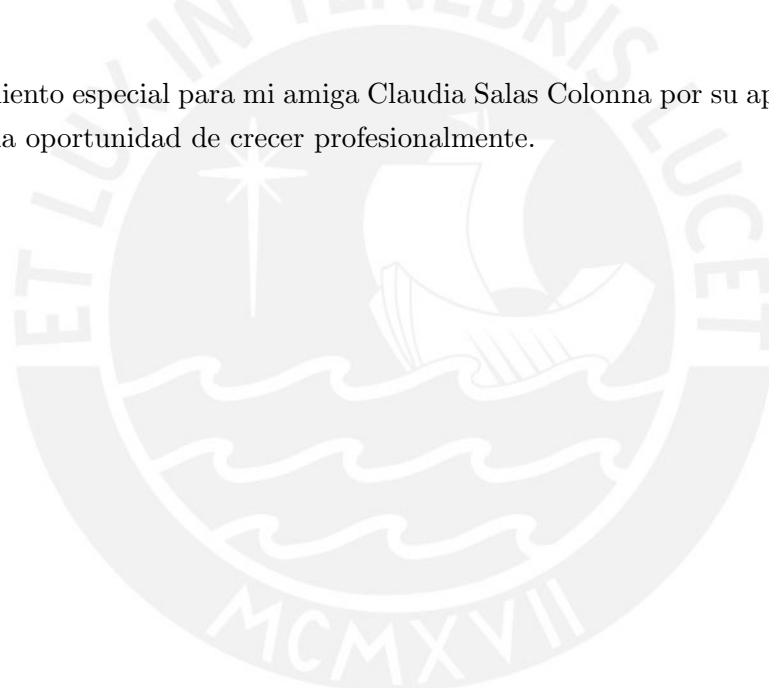 ET LUX IN TENEBRIS LUCET
iento especial para mi amiga Claudia Salas Colonna por su ap
a oportunidad de crecer profesionalmente.
MCMXVII